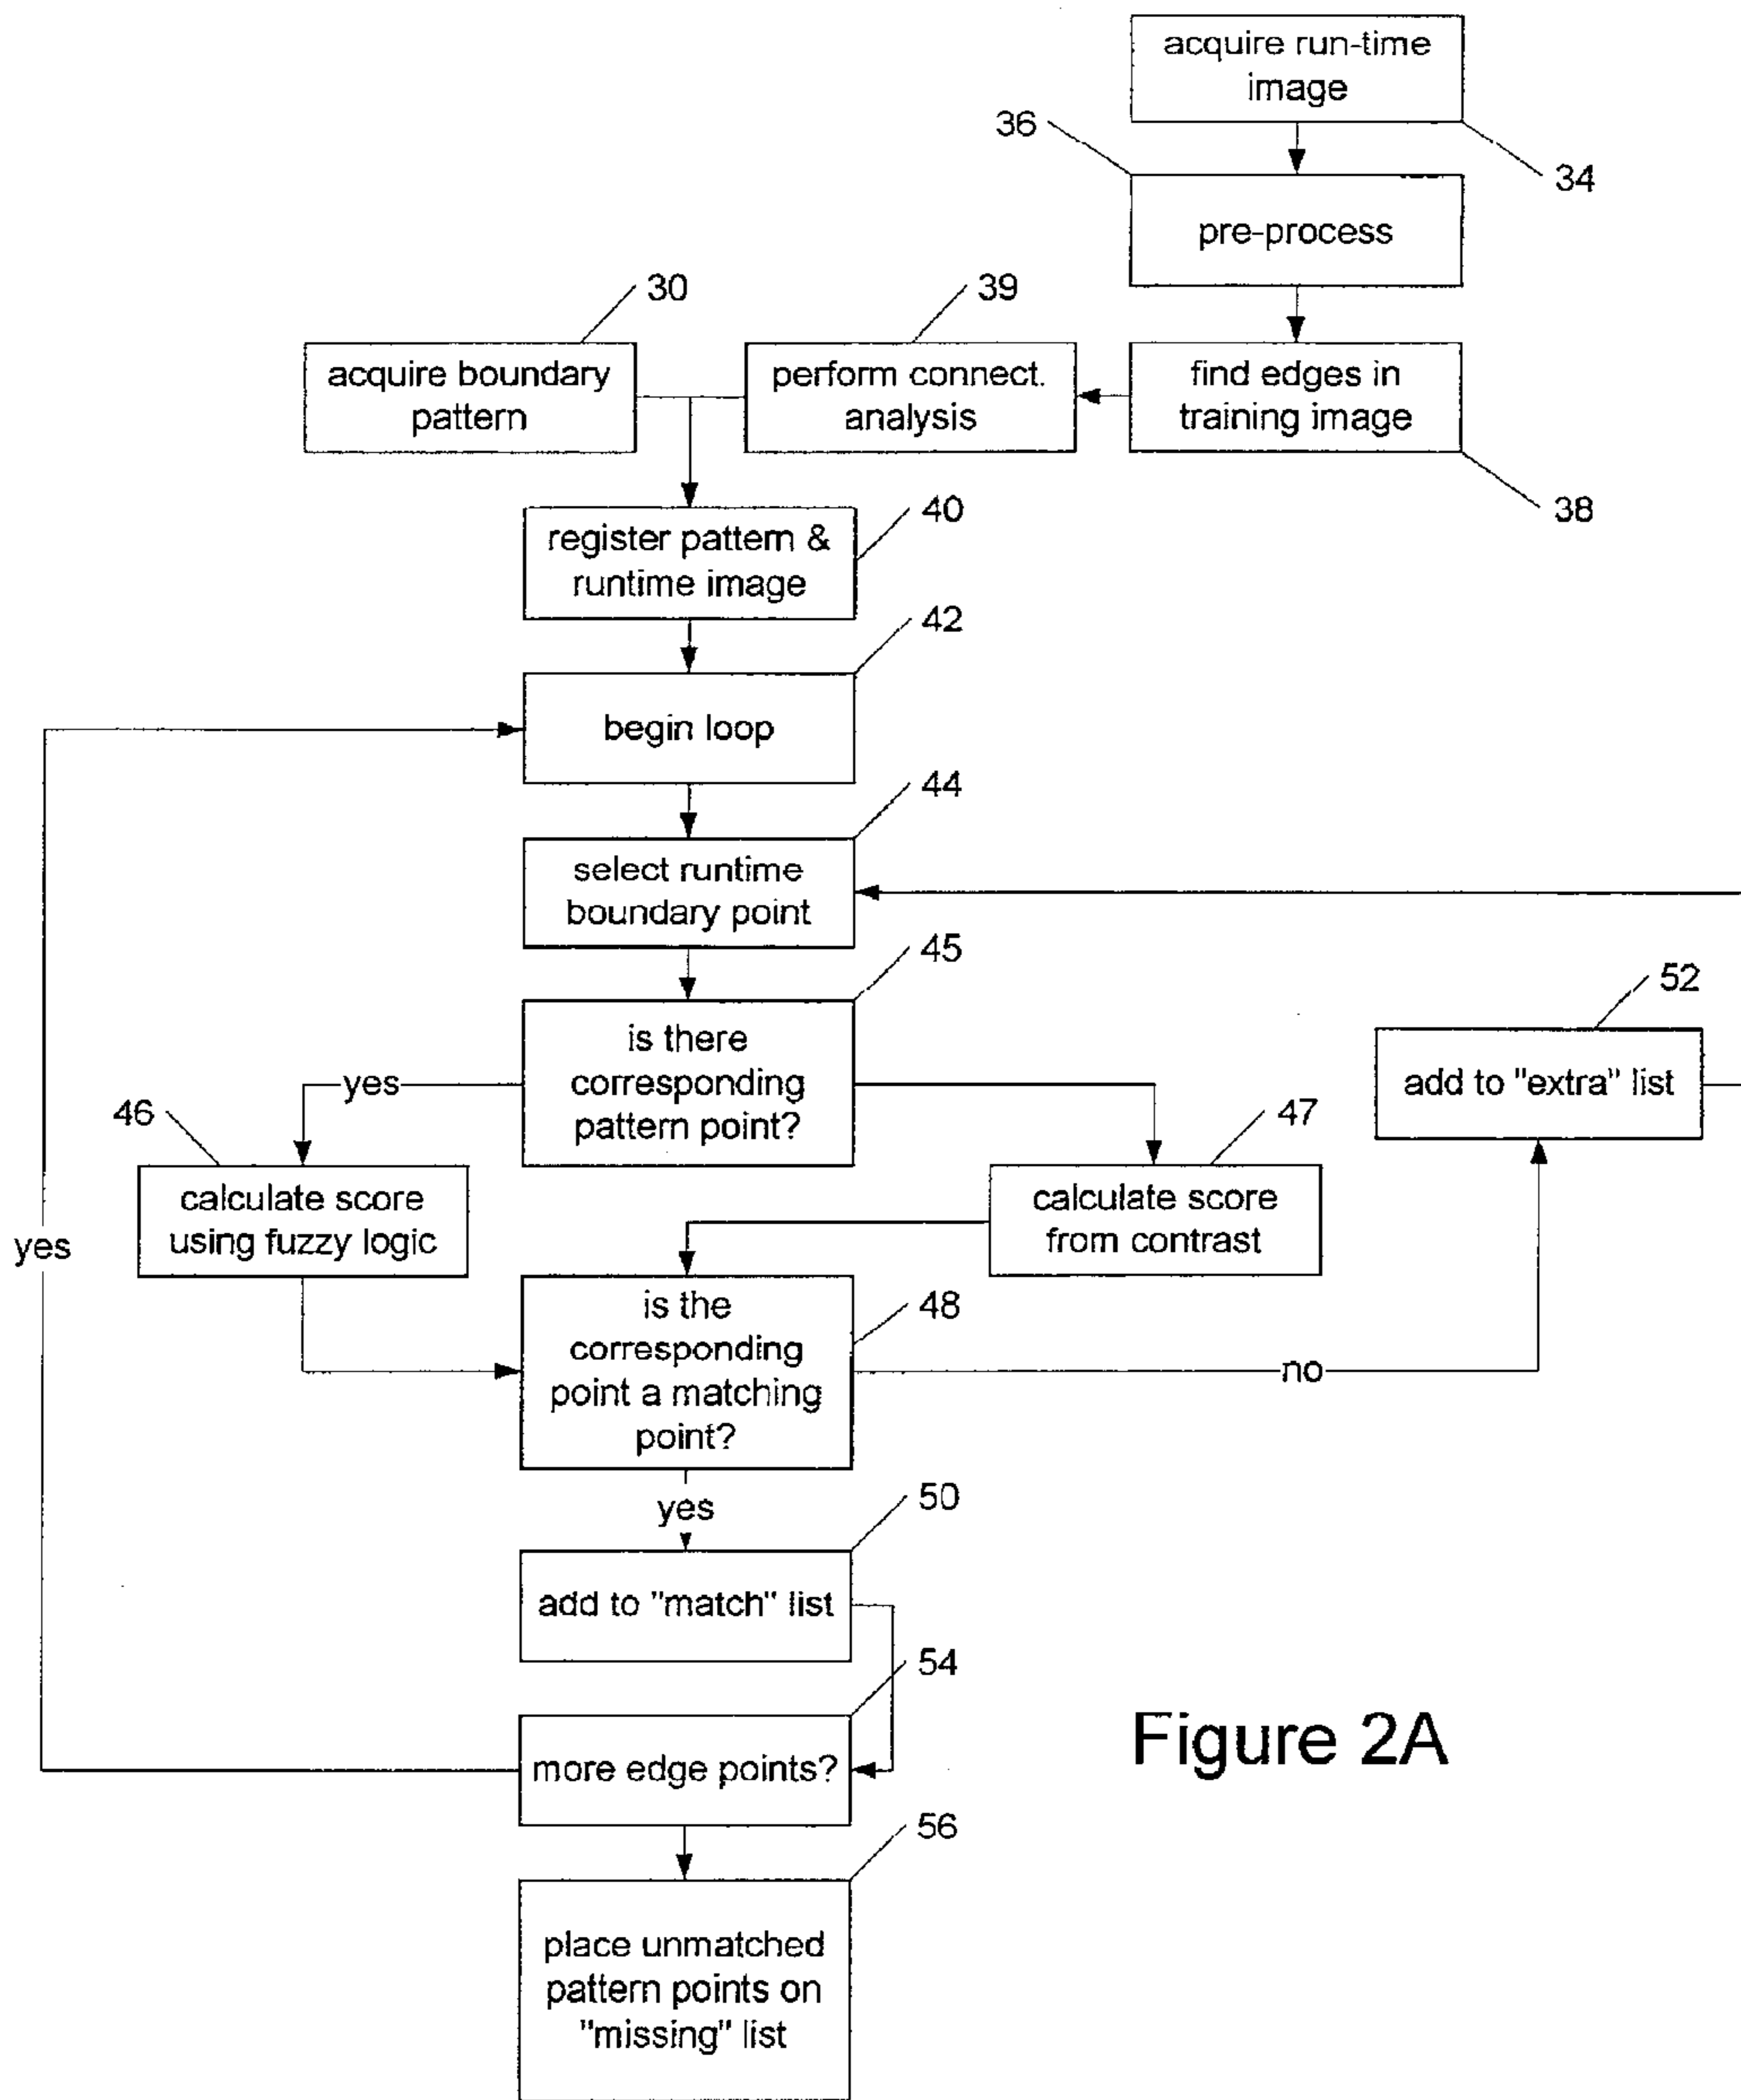 acquire run-time
image
36
34
pre-process
30
39
acquire boundary
pattern
perform connect.
analysis
find edges in
training image
38
40
register pattern &
runtime image
42
begin loop
44
select runtime
boundary point
45
52
is there
corresponding
pattern point?
yes
add to "extra" list
46
47
calculate score
using fuzzy logic
calculate score
from contrast
yes
is the
corresponding
point a matching
point?
48
no
yes
50
add to "match" list
54
more edge points?
Figure 2A
56
place unmatched
pattern points on
"missing" list